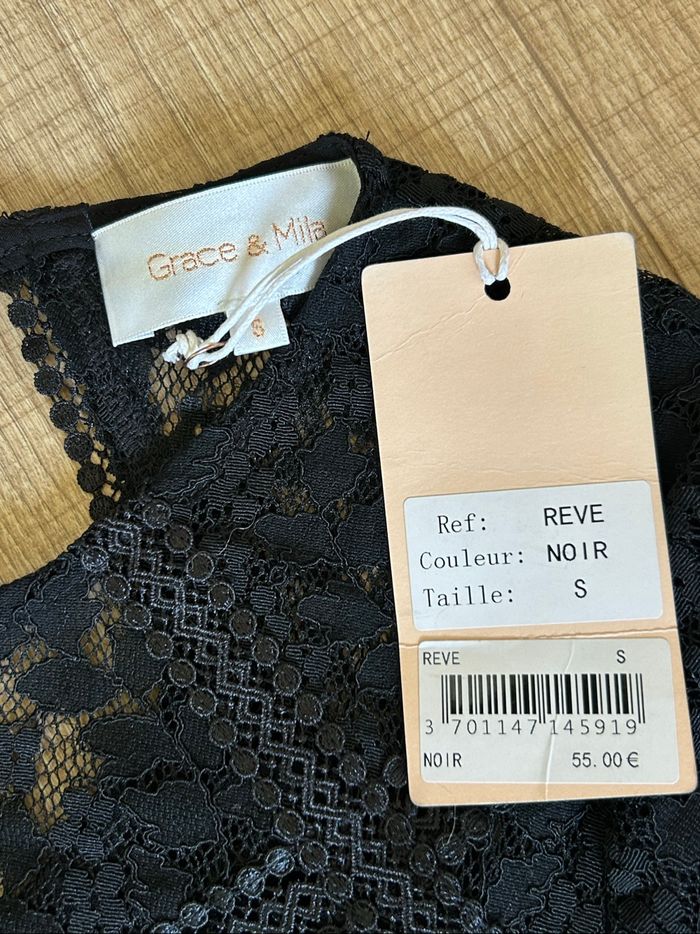 Grace & Mila
S
Ref: REVE
Couleur: NOIR
Taille: S
REVE S
3 701147 145919
NOIR 55.00€